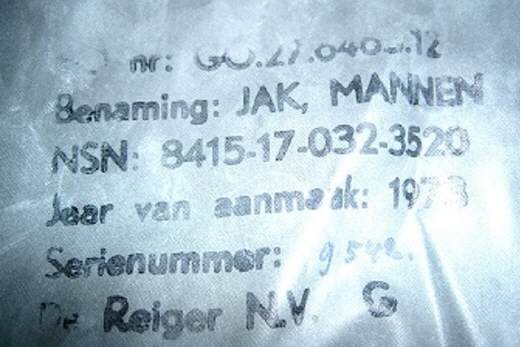 nr:
Benaming: JAK, MANNEN
NSN: 8415-17-032-3520
Jaar van aanmaak:
Serienummer:
De Reiger N.V. G